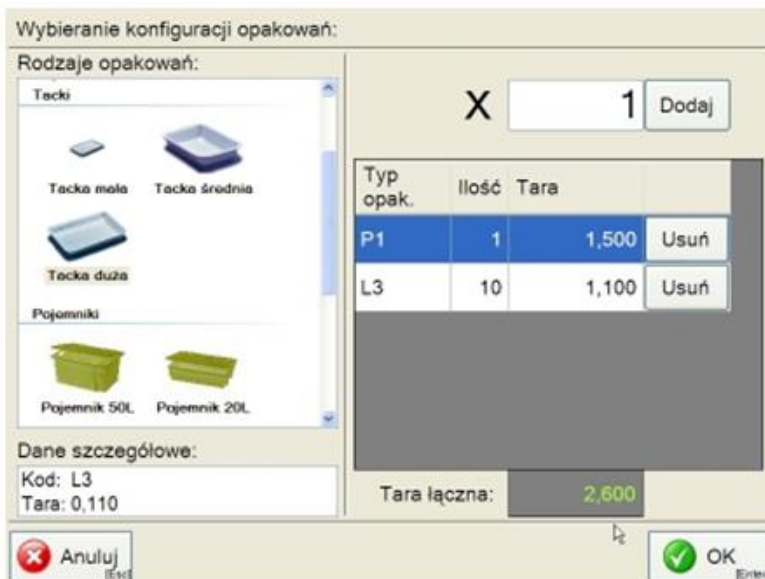 Wybieranie konfiguracji opakowań:
Rodzaje opakowań:
Tacki
Tacka mała Tacka średnia
Tacka duża
Pojemniki
Pojemnik 50L Pojemnik 20L
Dane szczegółowe:
Kod: L3
Tara: 0,110
X 1 Dodaj
Typ opak. Ilość Tara
P1 1 1,500 Usuń
L3 10 1,100 Usuń
Tara łączna: 2,600
Anuluj
[Esc]
OK
[Enter